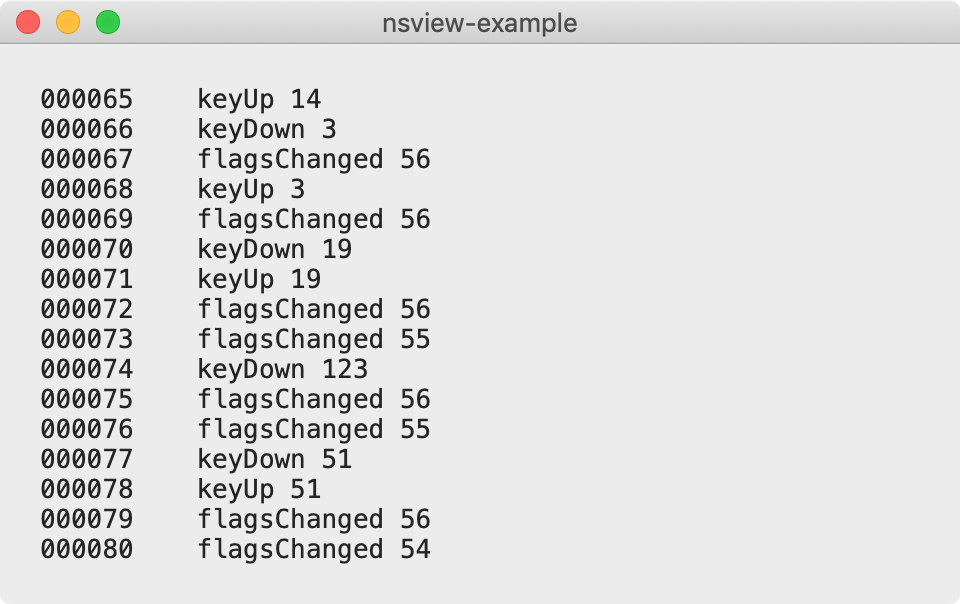 nsview-example
000065    keyUp 14
000066    keyDown 3
000067    flagsChanged 56
000068    keyUp 3
000069    flagsChanged 56
000070    keyDown 19
000071    keyUp 19
000072    flagsChanged 56
000073    flagsChanged 55
000074    keyDown 123
000075    flagsChanged 56
000076    flagsChanged 55
000077    keyDown 51
000078    keyUp 51
000079    flagsChanged 56
000080    flagsChanged 54